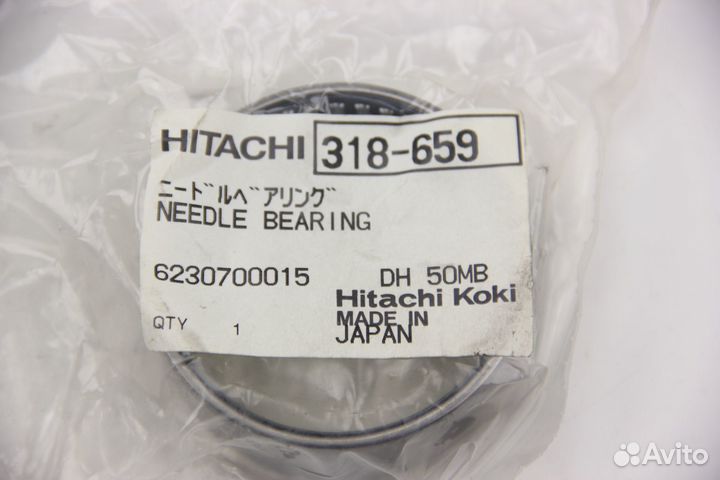 HITACHI 318-659
ﾆｰﾄﾞﾙﾍﾞｱﾘﾝｸﾞ
NEEDLE BEARING
6230700015 DH 50MB
Hitachi Koki
QTY 1 MADE IN
JAPAN
Avito